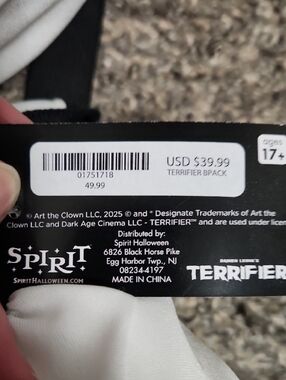 ages
17+
USD $39.99
01751718
TERRIFIER BPACK
49.99
© Art the Clown LLC, 2025 © and ® Designate Trademarks of Art the
Clown LLC and Dark Age Cinema LLC - TERRIFIER™ and are used under licen
Distributed by:
Spirit Halloween
6826 Black Horse Pike
Egg Harbor Twp., NJ
08234-4197
MADE IN CHINA
SPIRIT
SPIRITHALLOWEEN.COM
DAMIEN LEONE'S
TERRIFIER